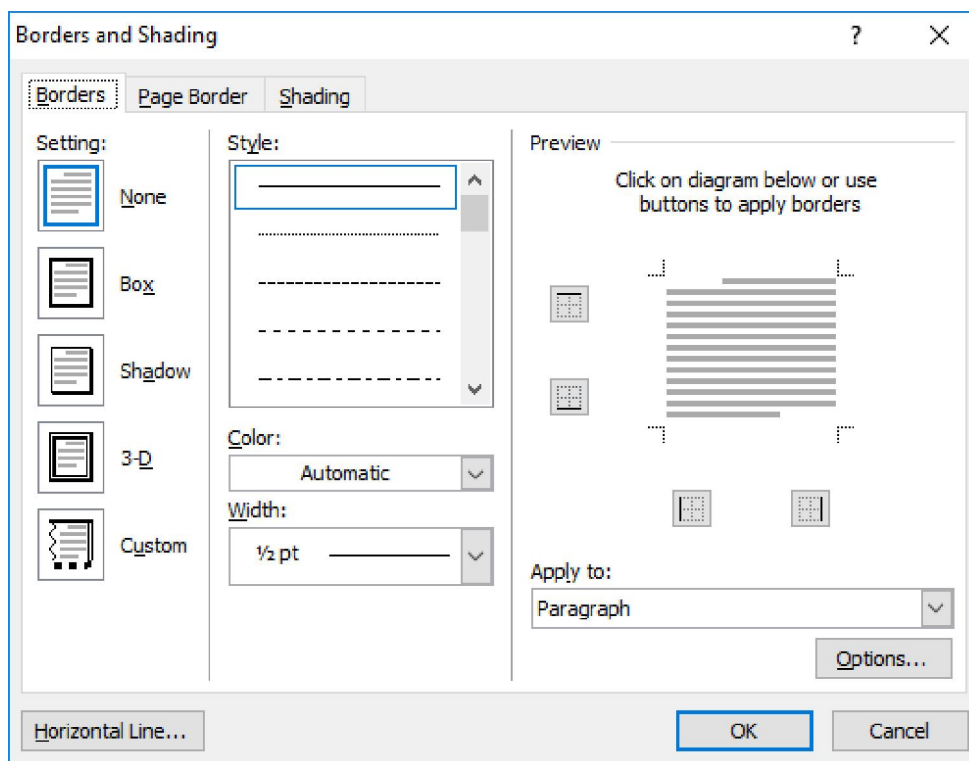 Borders and Shading
?
Borders
Page Border
Shading
Setting:
None
Box
Shadow
3-D
Custom
Style:
Color:
Automatic
Width:
½ pt
Preview
Click on diagram below or use
buttons to apply borders
Apply to:
Paragraph
Options...
Horizontal Line...
OK
Cancel